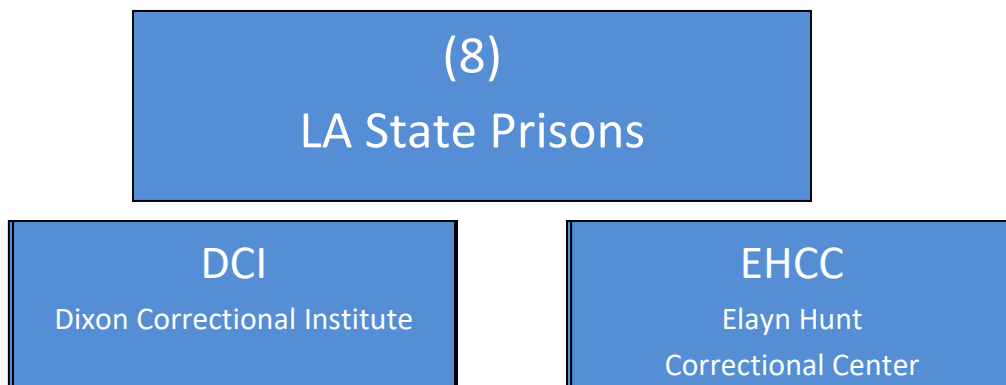 (8)
LA State Prisons
DCI
Dixon Correctional Institute
EHCC
Elayn Hunt
Correctional Center